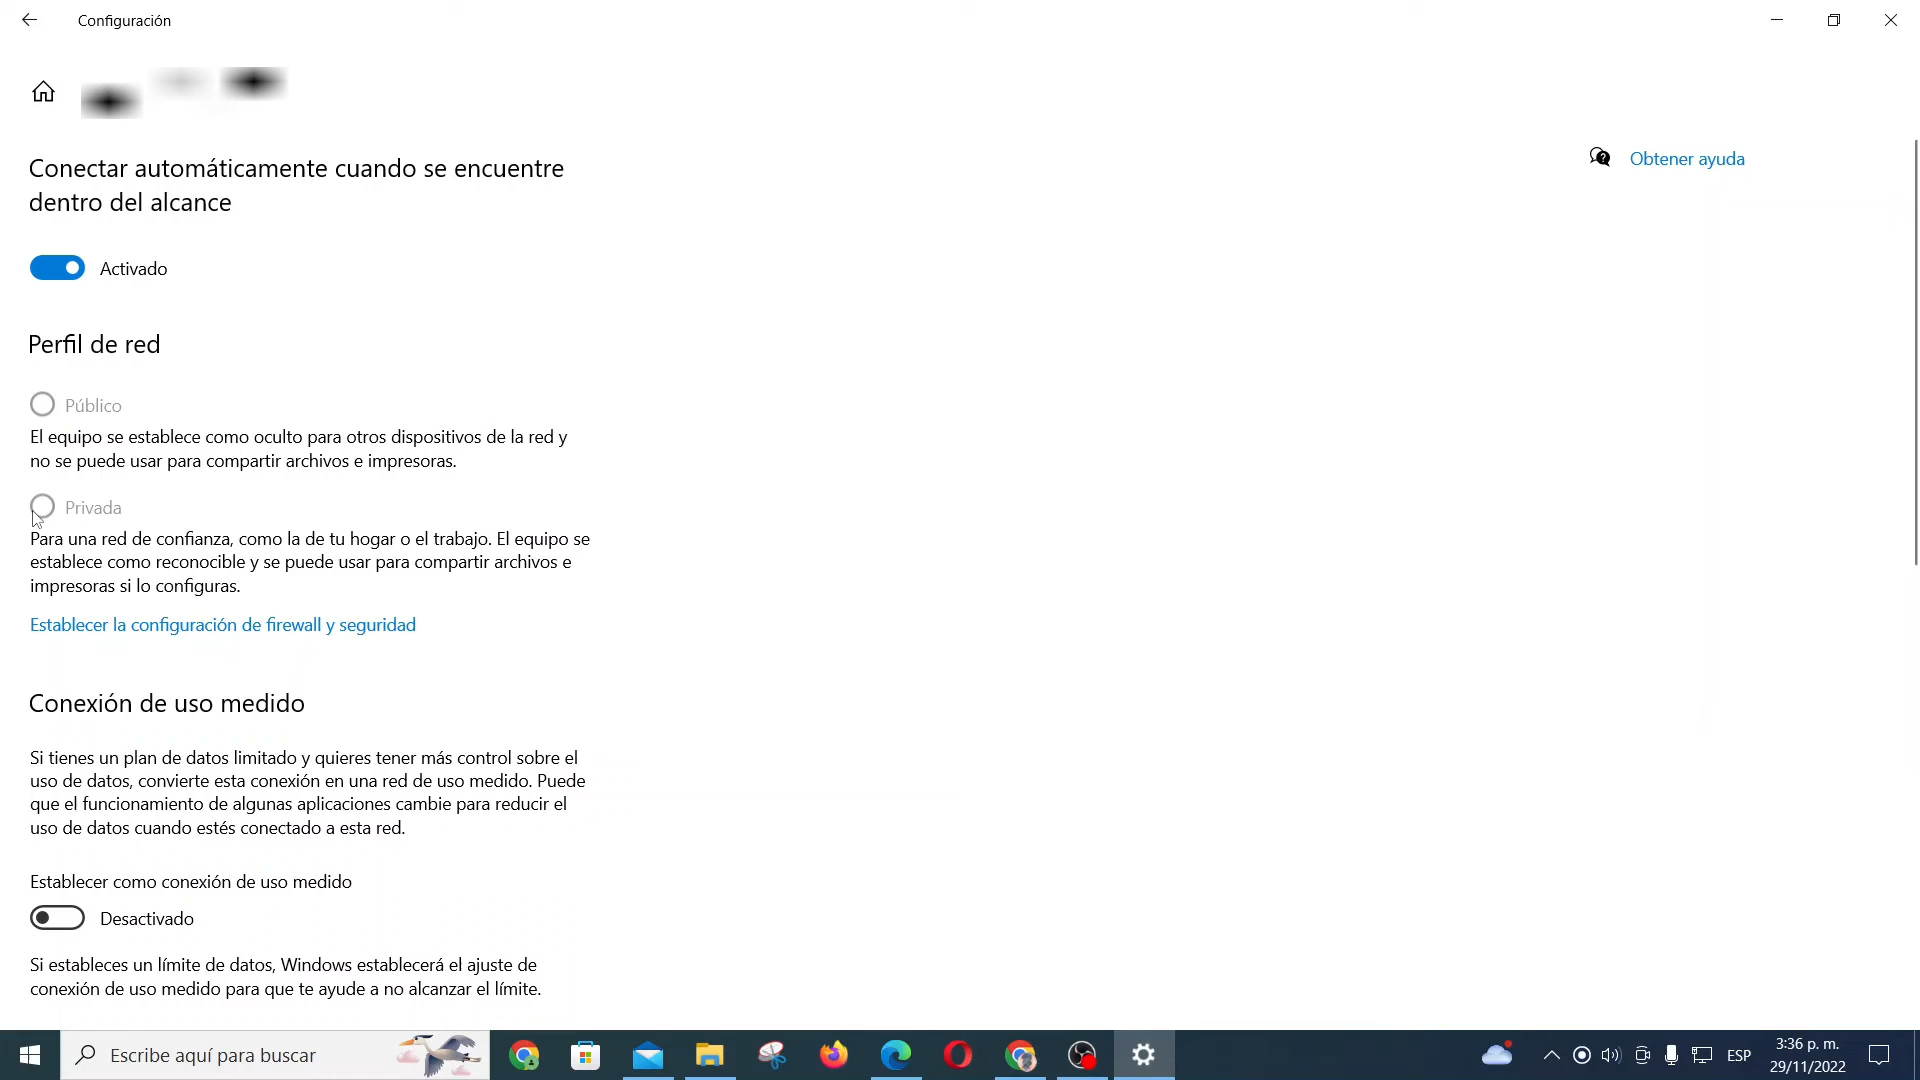 Configuración
Conectar automáticamente cuando se encuentre
dentro del alcance
Obtener ayuda
Activado
Perfil de red
Público
El equipo se establece como oculto para otros dispositivos de la red y
no se puede usar para compartir archivos e impresoras.
Privada
Para una red de confianza, como la de tu hogar o el trabajo. El equipo se
establece como reconocible y se puede usar para compartir archivos e
impresoras si lo configuras.
Establecer la configuración de firewall y seguridad
Conexión de uso medido
Si tienes un plan de datos limitado y quieres tener más control sobre el
uso de datos, convierte esta conexión en una red de uso medido. Puede
que el funcionamiento de algunas aplicaciones cambie para reducir el
uso de datos cuando estés conectado a esta red.
Establecer como conexión de uso medido
Desactivado
Si estableces un límite de datos, Windows establecerá el ajuste de
conexión de uso medido para que te ayude a no alcanzar el límite.
Escribe aquí para buscar
ESP
3:36 p. m.
29/11/2022